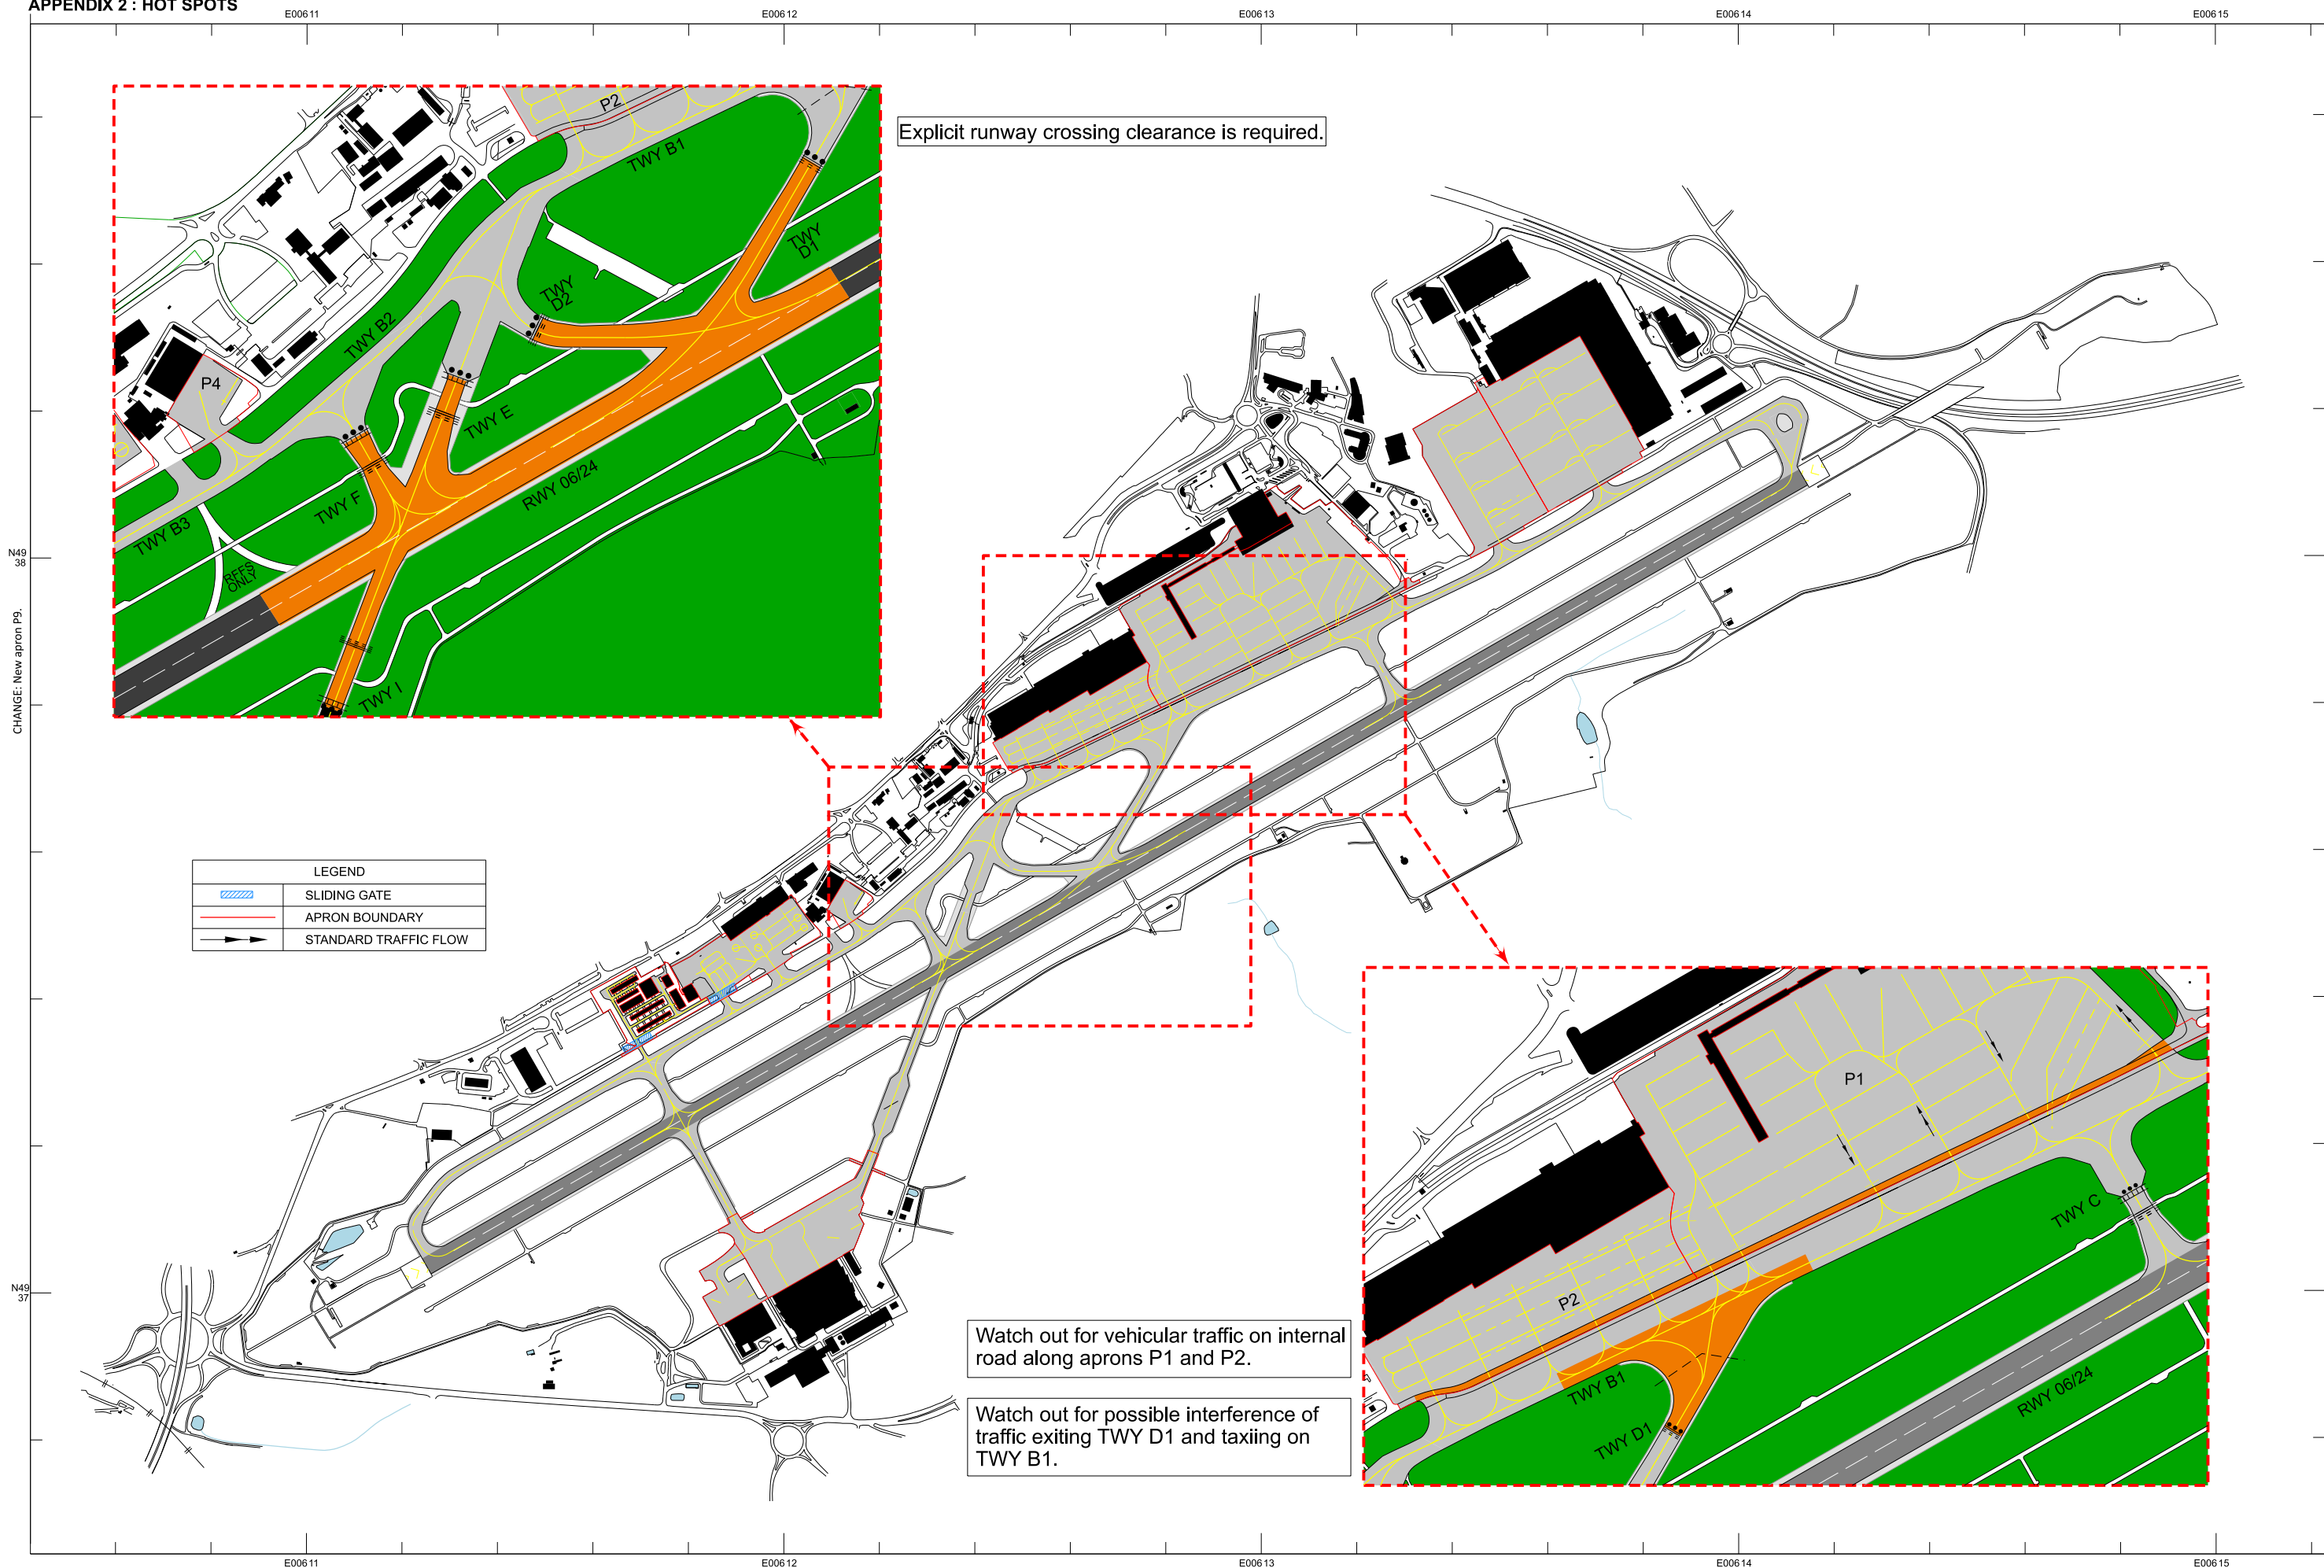 APPENDIX 2 : HOT SPOTS
E00611
E00612
E00613
E00614
E00615
P2
TWY B1
TWY
D1
TWY
D2
TWY B2
P4
TWY E
RWY 06/24
TWY F
TWY B3
RFFS
ONLY
TWY I
Explicit runway crossing clearance is required.
N49
38
CHANGE: New apron P9.
LEGEND
SLIDING GATE
APRON BOUNDARY
STANDARD TRAFFIC FLOW
P1
TWY C
P2
TWY B1
RWY 06/24
TWY D1
N49
37
Watch out for vehicular traffic on internal
road along aprons P1 and P2.
Watch out for possible interference of
traffic exiting TWY D1 and taxiing on
TWY B1.
E00611
E00612
E00613
E00614
E00615